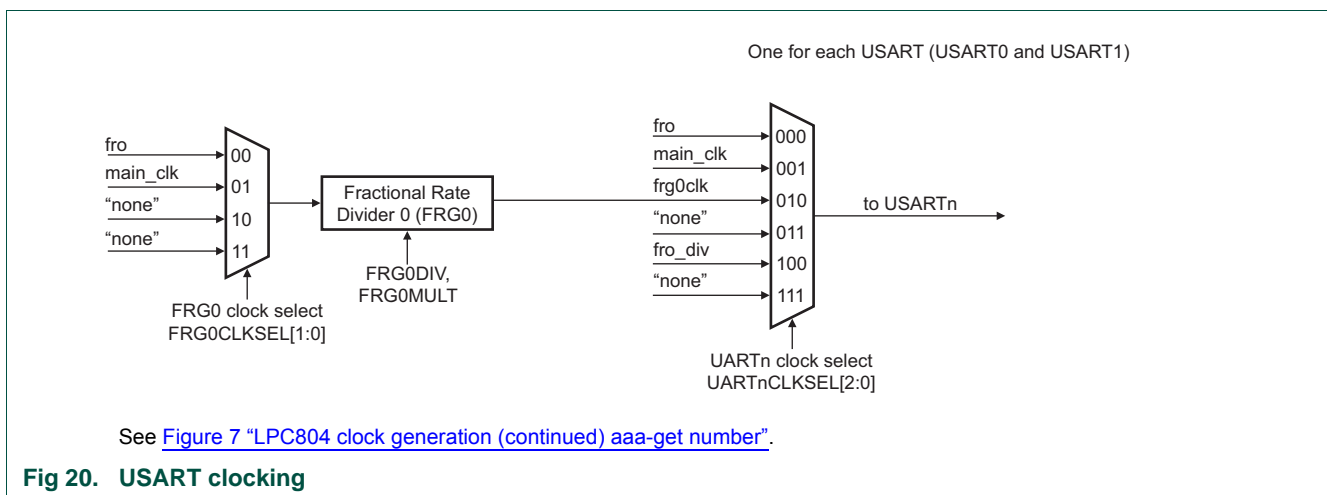 One for each USART (USART0 and USART1)
fro
main_clk
"none"
"none"
00
01
10
11
FRG0 clock select
FRG0CLKSEL[1:0]
Fractional Rate
Divider 0 (FRG0)
FRG0DIV,
FRG0MULT
fro
main_clk
frg0clk
"none"
fro_div
"none"
000
001
010
011
100
111
UARTn clock select
UARTnCLKSEL[2:0]
to USARTn
See Figure 7 “LPC804 clock generation (continued) aaa-get number”.
Fig 20. USART clocking